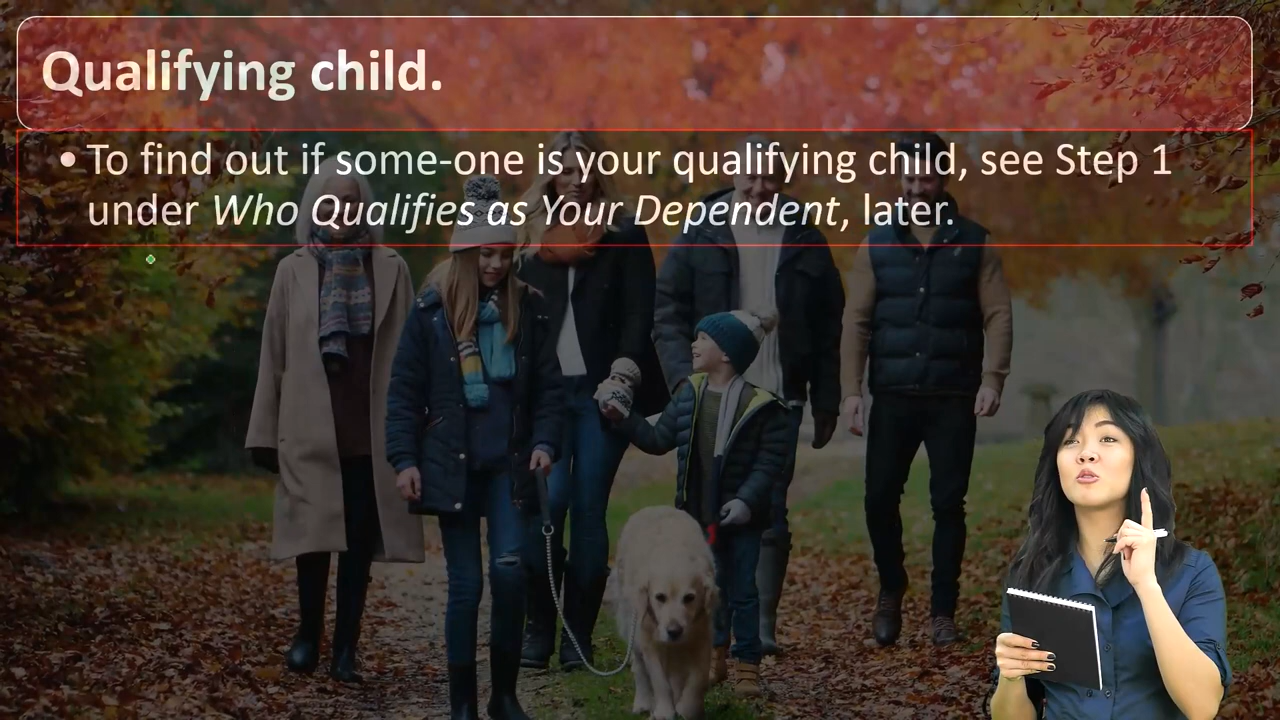 Qualifying child.
• To find out if some-one is your qualifying child, see Step 1
under Who Qualifies as Your Dependent, later.